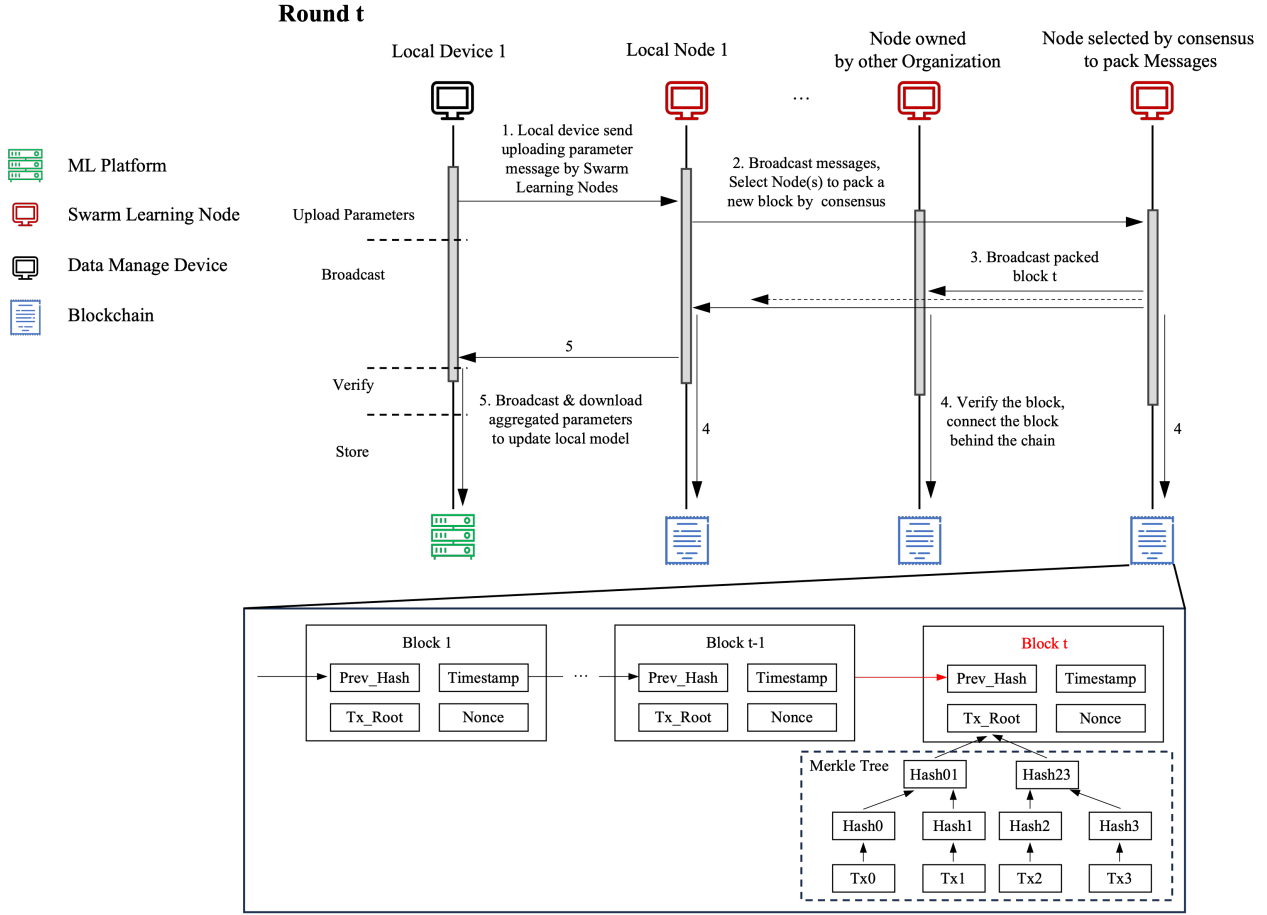 Round t
Local Device 1
Local Node 1
Node owned
by other Organization
Node selected by consensus
to pack Messages
...
ML Platform
Swarm Learning Node
Data Manage Device
Blockchain
Upload Parameters
Broadcast
Verify
Store
1. Local device send
uploading parameter
message by Swarm
Learning Nodes
2. Broadcast messages,
Select Node(s) to pack a
new block by consensus
3. Broadcast packed
block t
5
5. Broadcast & download
aggregated parameters
to update local model
4
4. Verify the block,
connect the block
behind the chain
4
Block 1
Prev_Hash
Timestamp
Tx_Root
Nonce
...
Block t-1
Prev_Hash
Timestamp
Tx_Root
Nonce
Block t
Prev_Hash
Timestamp
Tx_Root
Nonce
Merkle Tree
Hash01
Hash23
Hash0
Hash1
Hash2
Hash3
Tx0
Tx1
Tx2
Tx3